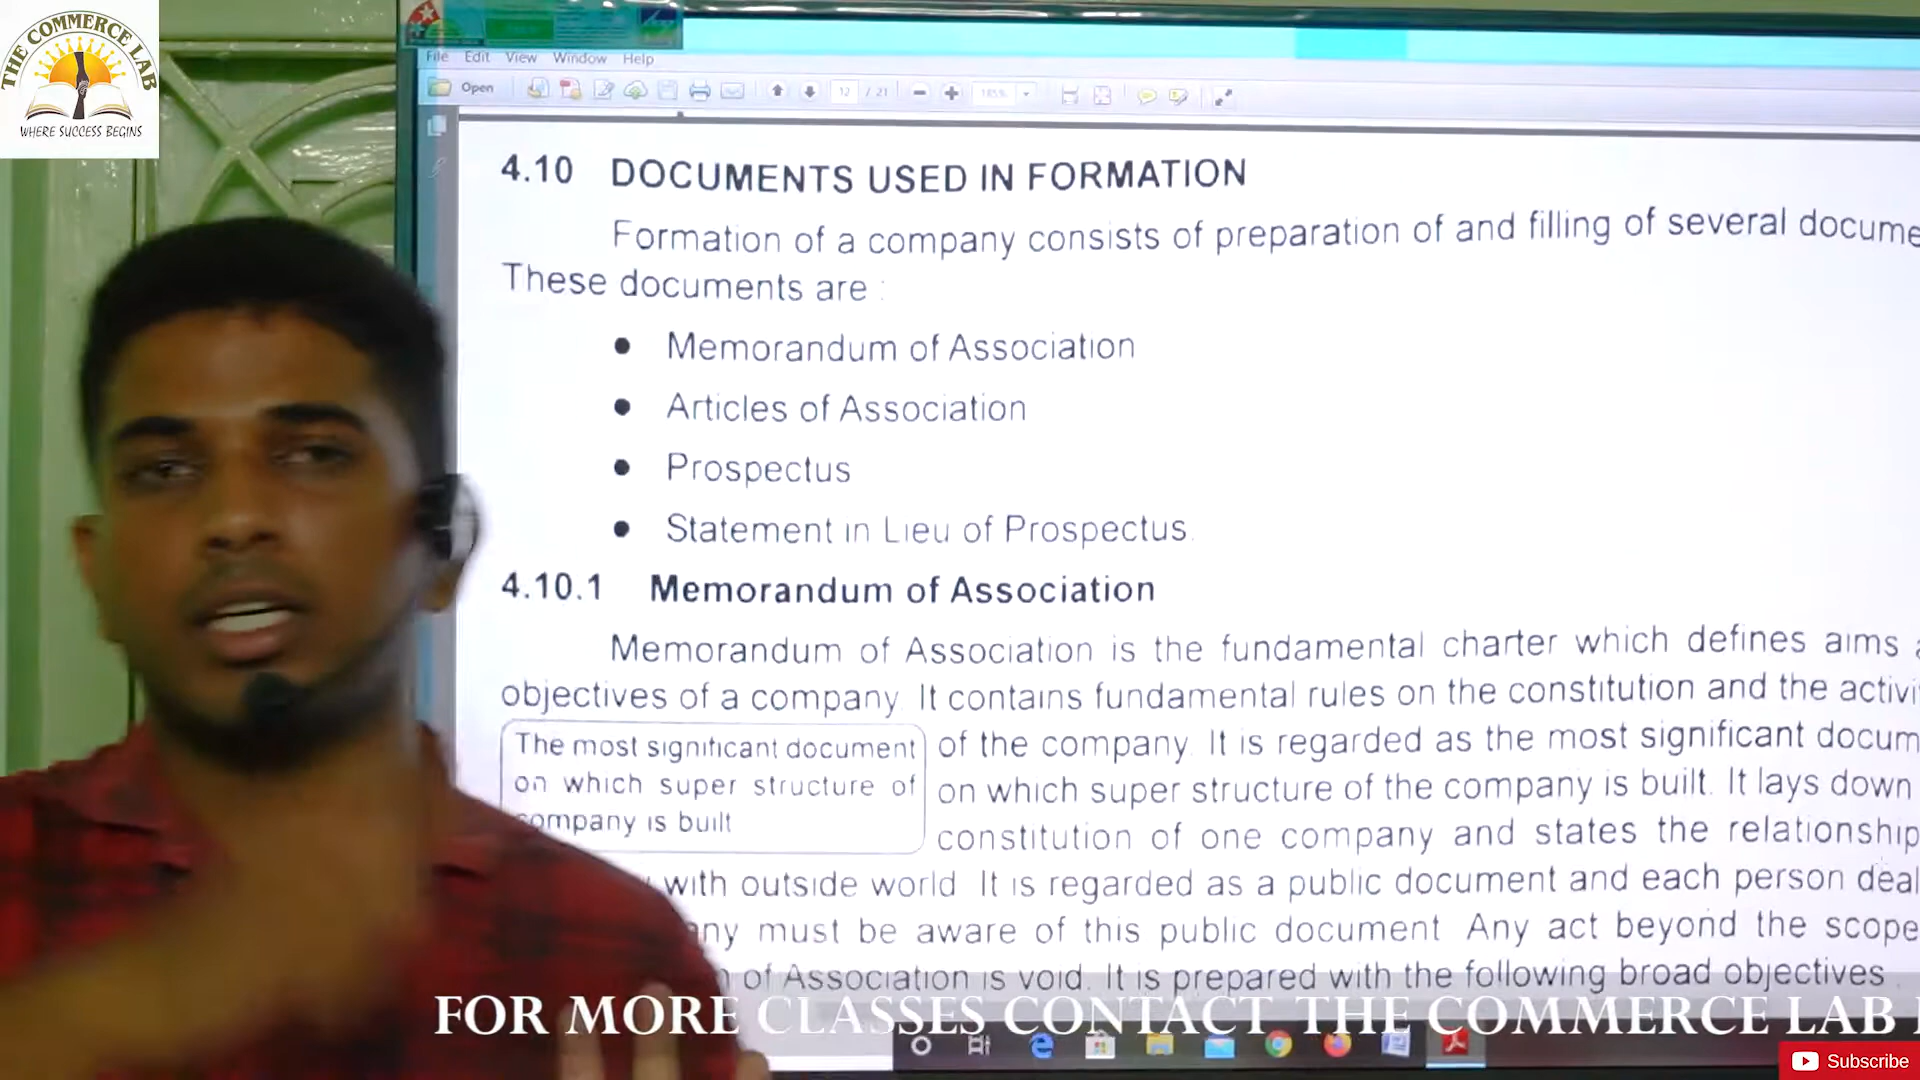 THE COMMERCE LAB
WHERE SUCCESS BEGINS
File Edit View Window Help
Open 12 / 21 185%
4.10 DOCUMENTS USED IN FORMATION
Formation of a company consists of preparation of and filling of several docume
These documents are :
• Memorandum of Association
• Articles of Association
• Prospectus
• Statement in Lieu of Prospectus.
4.10.1 Memorandum of Association
Memorandum of Association is the fundamental charter which defines aims
objectives of a company. It contains fundamental rules on the constitution and the activi
The most significant document
on which super structure of
company is built
of the company. It is regarded as the most significant docum
on which super structure of the company is built. It lays down
constitution of one company and states the relationship
with outside world. It is regarded as a public document and each person deal
ny must be aware of this public document. Any act beyond the scope
of Association is void. It is prepared with the following broad objectives.
FOR MORE CLASSES CONTACT THE COMMERCE LAB
Subscribe